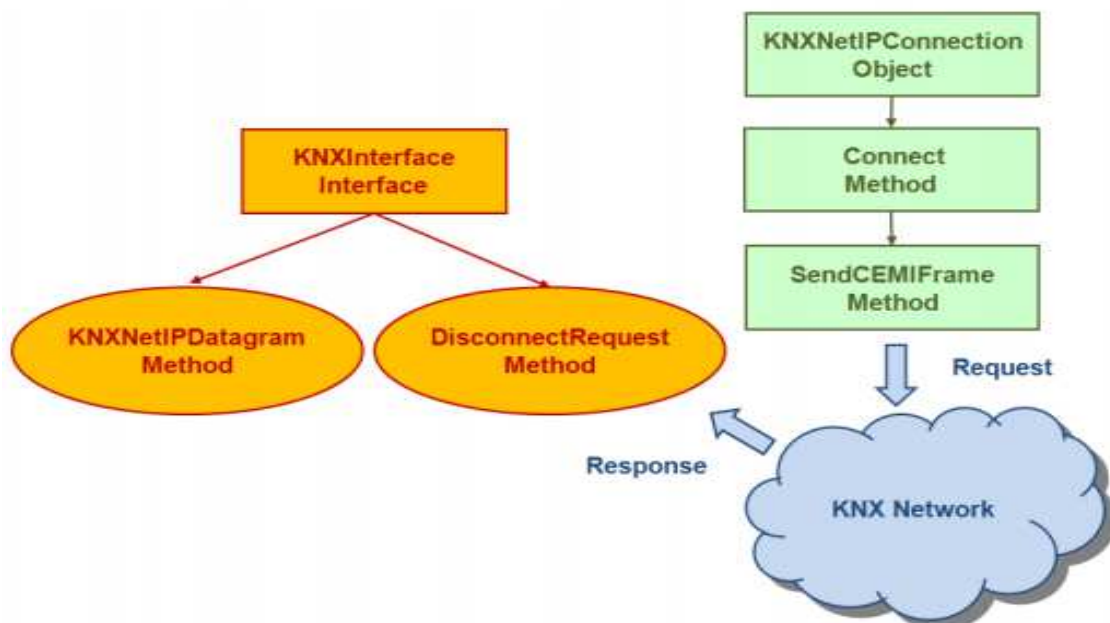 KNXNetIPConnection
Object
KNXInterface
Interface
Connect
Method
SendCEMIFrame
Method
KNXNetIPDatagram
Method
DisconnectRequest
Method
Request
Response
KNX Network